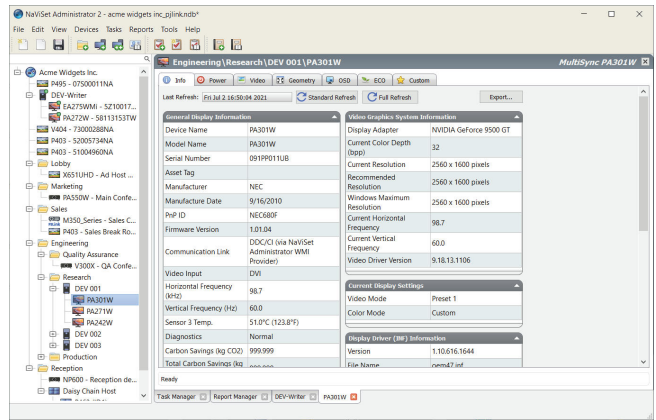 NaViSet Administrator 2 - acme widgets inc_pjlink.ndb*
File Edit View Devices Tasks Reports Tools Help
Acme Widgets Inc.
P495 - 07S00011NA
DEV-Writer
EA275WMi - 5Z10017...
PA272W - 58113153TW
V404 - 73000288NA
P403 - 52005734NA
P403 - 51004960NA
Lobby
X651UHD - Ad Host ...
Marketing
PA550W - Main Confe...
Sales
M350_Series - Sales C...
P403 - Sales Break Ro...
Engineering
Quality Assurance
V300X - QA Confe...
Research
DEV 001
PA301W
PA271W
PA242W
DEV 002
DEV 003
Production
Reception
NP600 - Reception de...
Daisy Chain Host
Engineering\Research\DEV 001\PA301W
MultiSync PA301W
Info Power Video Geometry OSD ECO Custom
Last Refresh: Fri Jul 2 16:50:04 2021 Standard Refresh Full Refresh Export...
General Display Information
Device Name PA301W
Model Name PA301W
Serial Number 091PP011UB
Asset Tag
Manufacturer NEC
Manufacture Date 9/16/2010
PnP ID NEC680F
Firmware Version 1.01.04
Communication Link DDC/CI (via NaViSet
Administrator WMI
Provider)
Video Input DVI
Horizontal Frequency
(kHz) 98.7
Vertical Frequency (Hz) 60.0
Sensor 3 Temp. 51.0°C (123.8°F)
Diagnostics Normal
Carbon Savings (kg CO2) 999.999
Total Carbon Savings (kg
Video Graphics System Information
Display Adapter NVIDIA GeForce 9500 GT
Current Color Depth
(bpp) 32
Current Resolution 2560 x 1600 pixels
Recommended
Resolution 2560 x 1600 pixels
Windows Maximum
Resolution 2560 x 1600 pixels
Current Horizontal
Frequency 98.7
Current Vertical
Frequency 60.0
Video Driver Version 9.18.13.1106
Current Display Settings
Video Mode Preset 1
Color Mode Custom
Display Driver (INF) Information
Version 1.10.616.1644
File Name oem47.inf
Ready
Task Manager Report Manager DEV-Writer PA301W